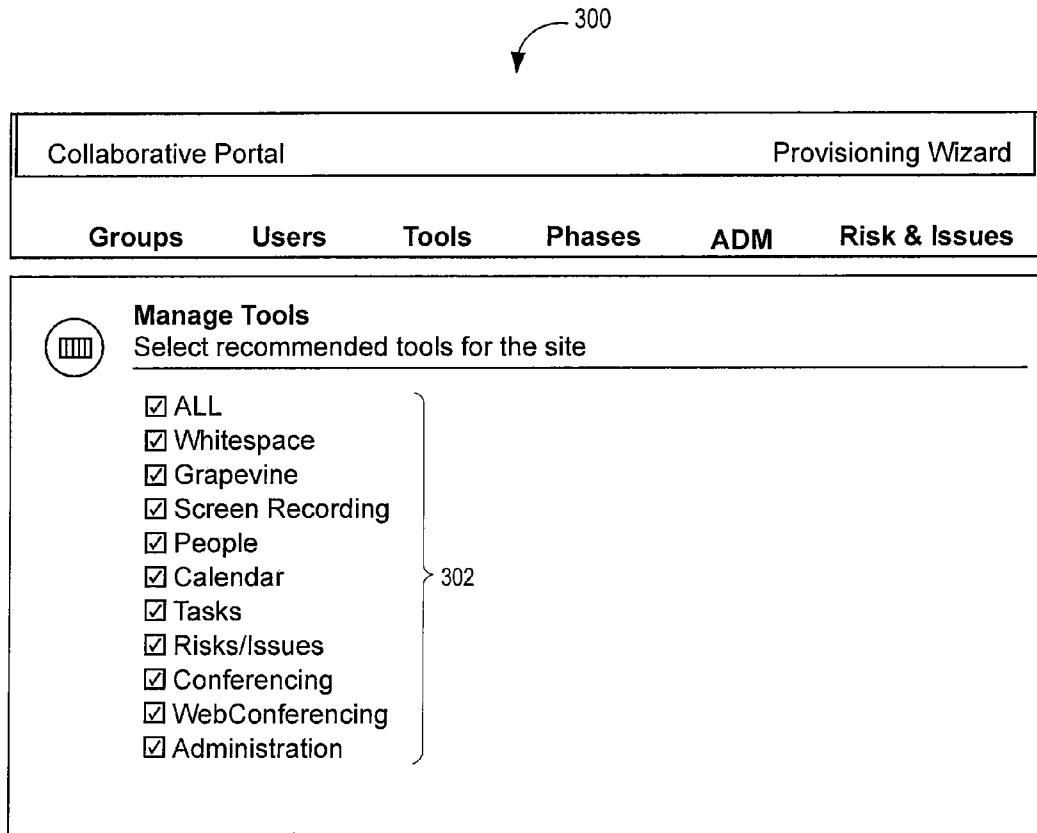 300
Collaborative Portal Provisioning Wizard
Groups Users Tools Phases ADM Risk & Issues
Manage Tools
Select recommended tools for the site
ALL
Whitespace
Grapevine
Screen Recording
People
Calendar
302
Tasks
Risks/Issues
Conferencing
WebConferencing
Administration